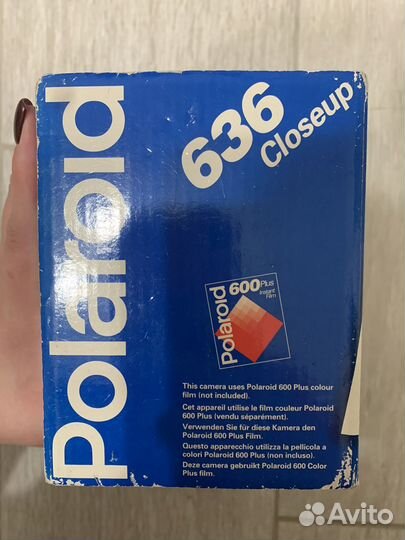 Polaroid
636
Closeup
Polaroid
600 Plus
Instant
Film
This camera uses Polaroid 600 Plus colour
film (not included).
Cet appareil utilise le film couleur Polaroid
600 Plus (vendu séparément).
Verwenden Sie für diese Kamera den
Polaroid 600 Plus Film.
Questo apparecchio utilizza la pellicola a
colori Polaroid 600 Plus (non incluso).
Deze camera gebruikt Polaroid 600 Color
Plus film.
Avito